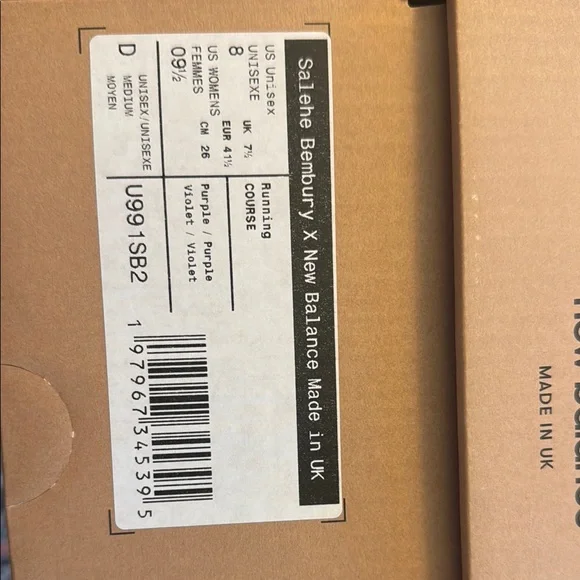 Salehe Bembury X New Balance Made in UK
US Unisex
UNISEXE
8
UK 7½
EUR 41½
US WOMENS
FEMMES
09½
CM 26
UNISEX/UNISEXE
D MEDIUM
MOYEN
Running
COURSE
Purple / Purple
Violet / Violet
U991SB2
1 97967 34539 5
new balance
MADE IN UK